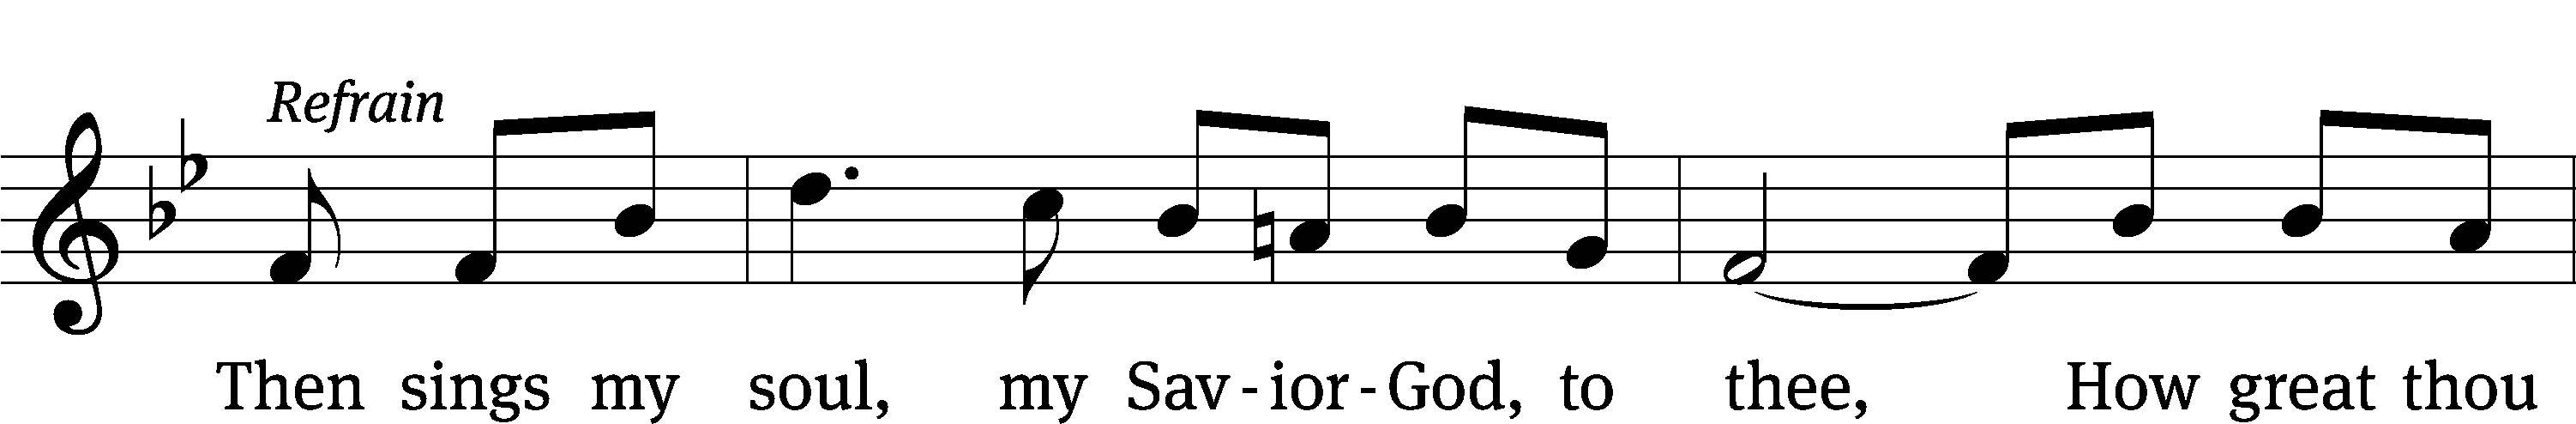 Refrain
Then sings my soul, my Sav - ior - God, to thee, How great thou